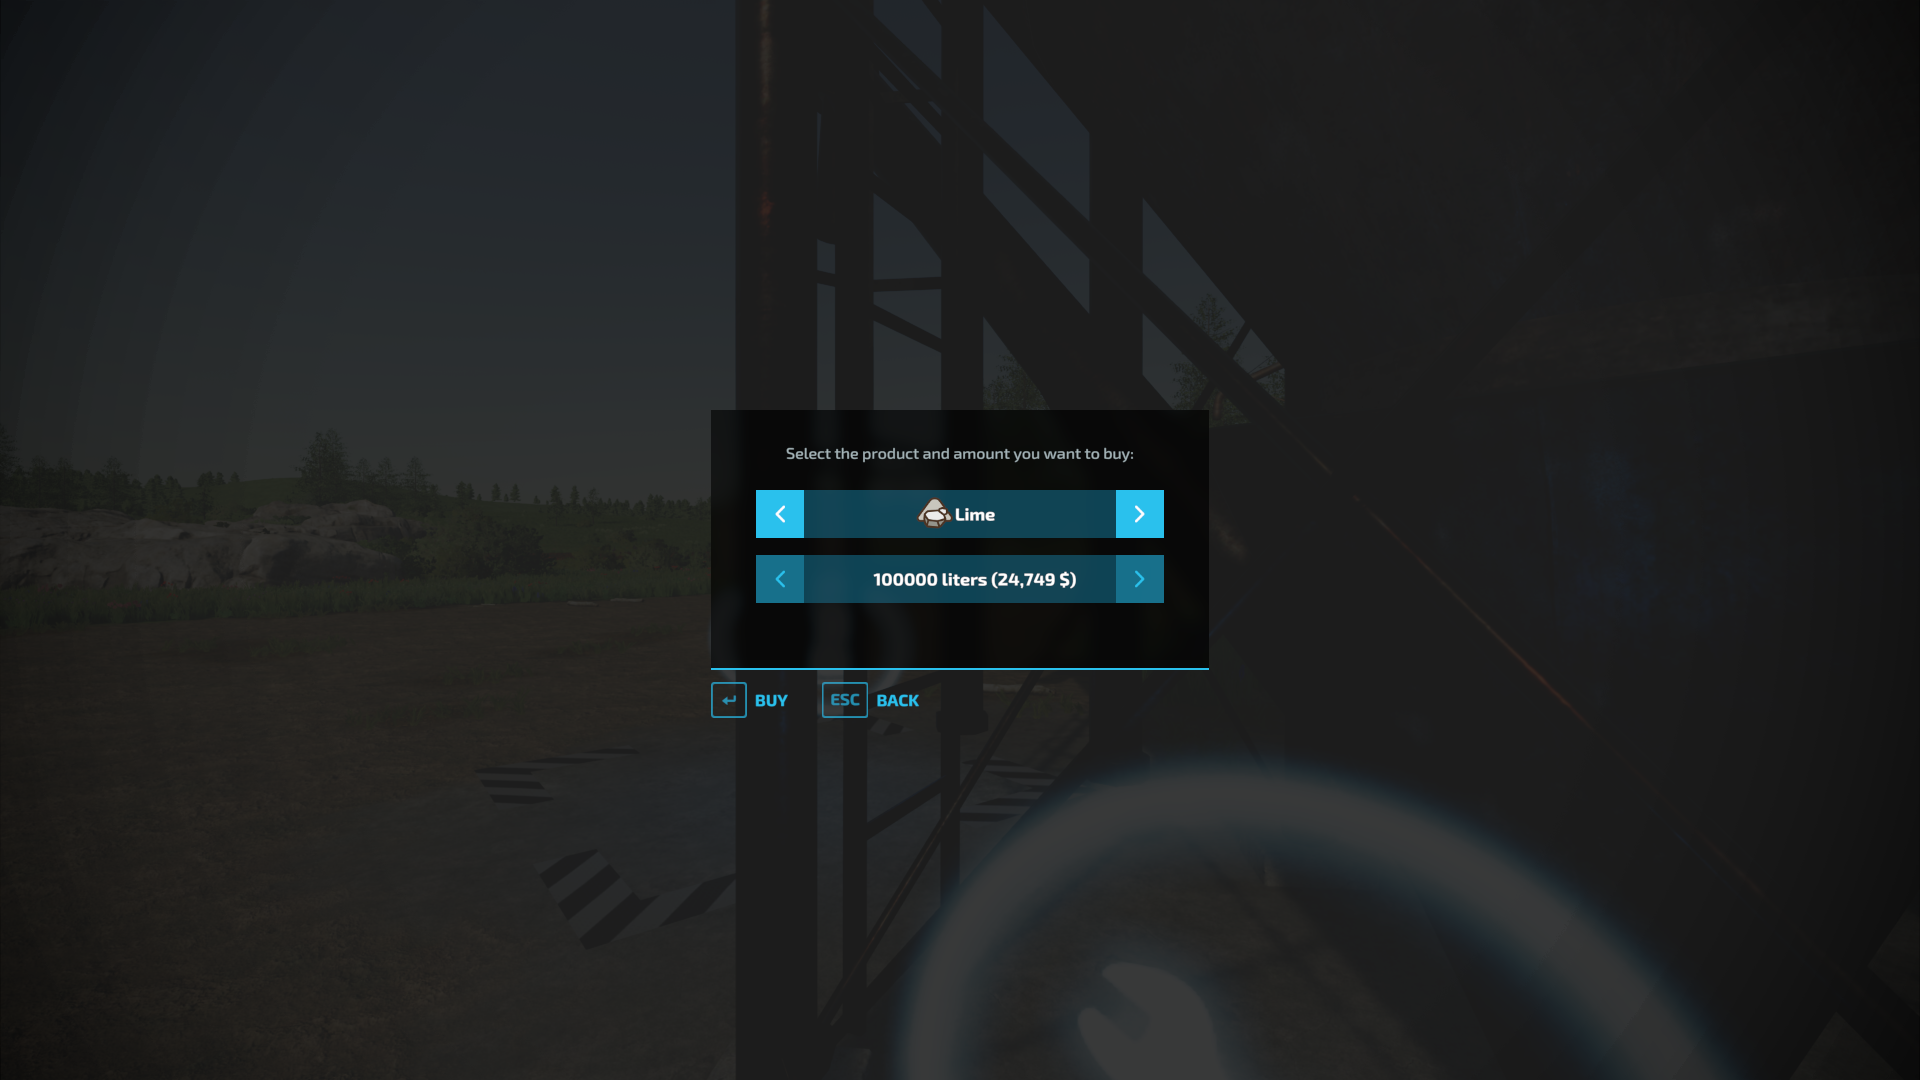 Select the product and amount you want to buy:
Lime
100000 liters (24,749 $)
BUY ESC BACK